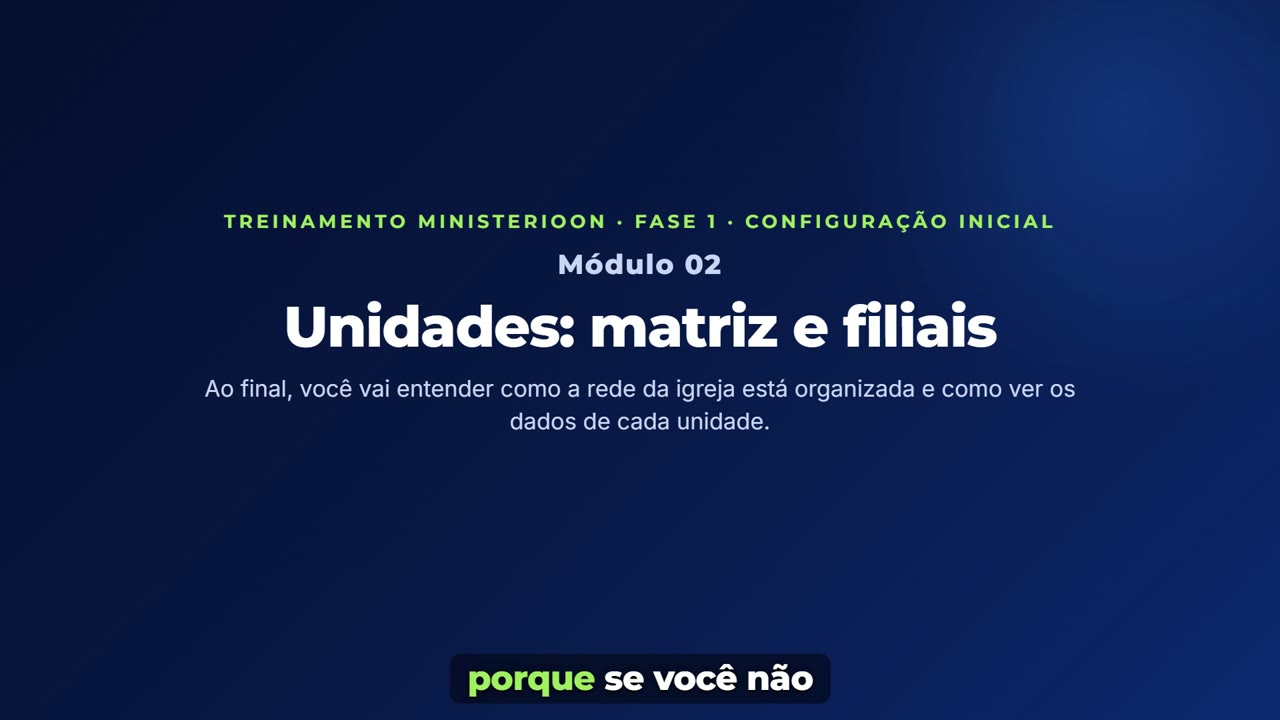 TREINAMENTO MINISTERIOON · FASE 1 · CONFIGURAÇÃO INICIAL
Módulo 02
Unidades: matriz e filiais
Ao final, você vai entender como a rede da igreja está organizada e como ver os
dados de cada unidade.
porque se você não